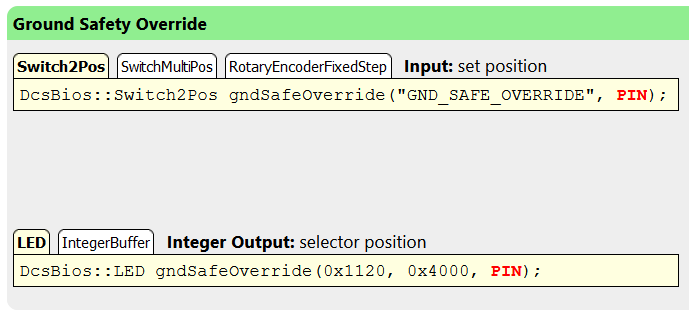 Ground Safety Override
Switch2Pos SwitchMultiPos RotaryEncoderFixedStep Input: set position
DcsBios::Switch2Pos gndSafeOverride("GND_SAFE_OVERRIDE", PIN);
LED IntegerBuffer Integer Output: selector position
DcsBios::LED gndSafeOverride(0x1120, 0x4000, PIN);